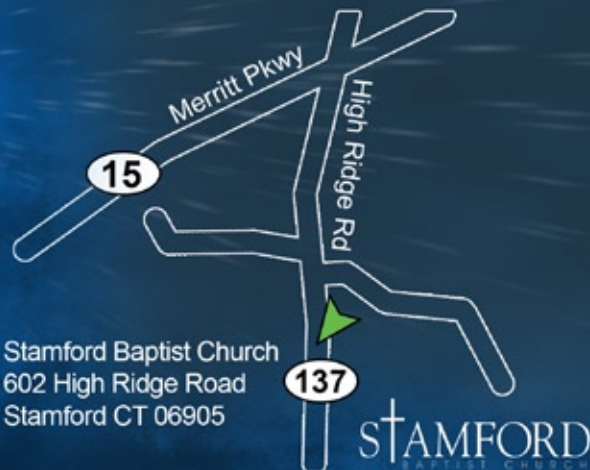 Merritt Pkwy
High Ridge Rd
15
Stamford Baptist Church
602 High Ridge Road
Stamford CT 06905
137
STAMFORD
BAPTIST CHURCH